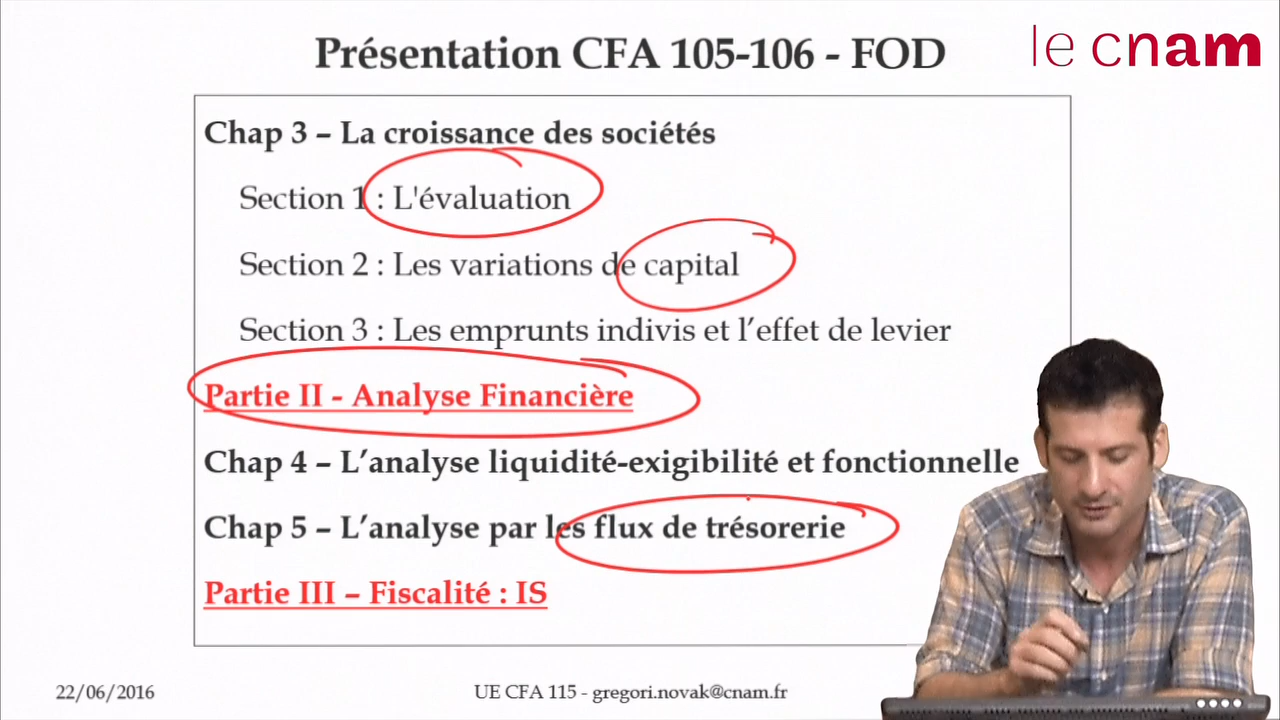 Présentation CFA 105-106 - FOD
le cnam
Chap 3 – La croissance des sociétés
Section 1 : L'évaluation
Section 2 : Les variations de capital
Section 3 : Les emprunts indivis et l’effet de levier
Partie II - Analyse Financière
Chap 4 – L’analyse liquidité-exigibilité et fonctionnelle
Chap 5 – L’analyse par les flux de trésorerie
Partie III – Fiscalité : IS
22/06/2016
UE CFA 115 - gregori.novak@cnam.fr